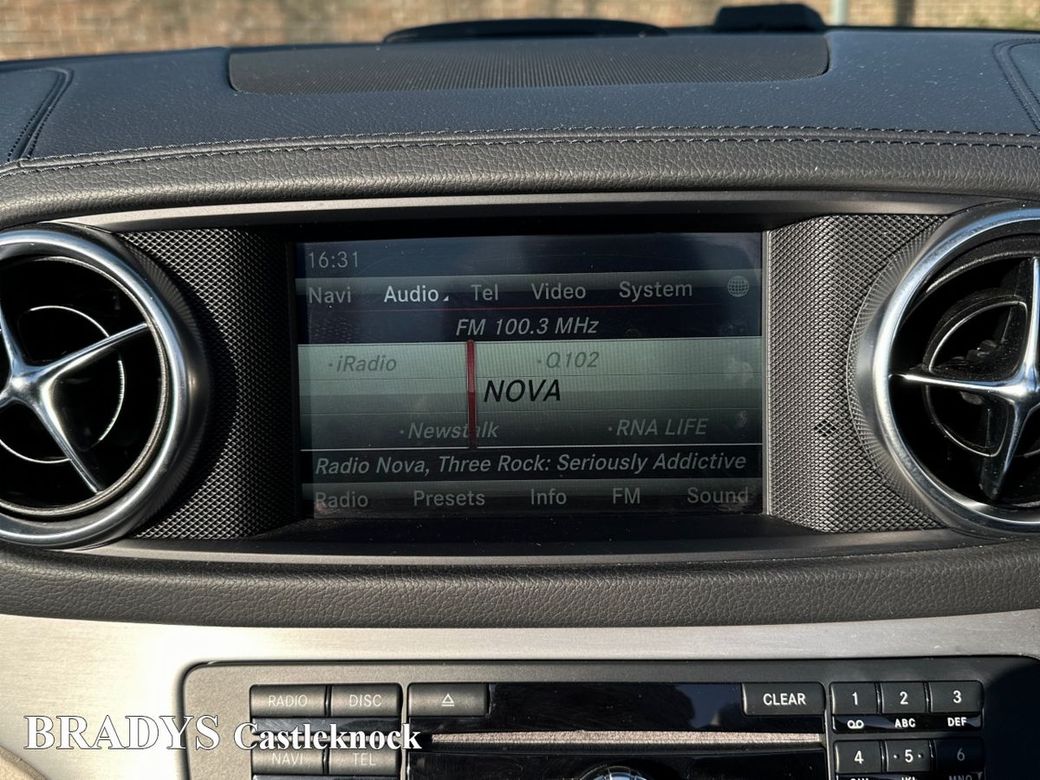 16:31
Navi Audio Tel Video System
FM 100.3 MHz
·iRadio ·Q102
NOVA
·Newstalk ·RNA LIFE
Radio Nova, Three Rock: Seriously Addictive
Radio Presets Info FM Sound
RADIO DISC CLEAR 1 2 3
ABC DEF
BRADYS Castleknock
NAVI TEL 4 5 6